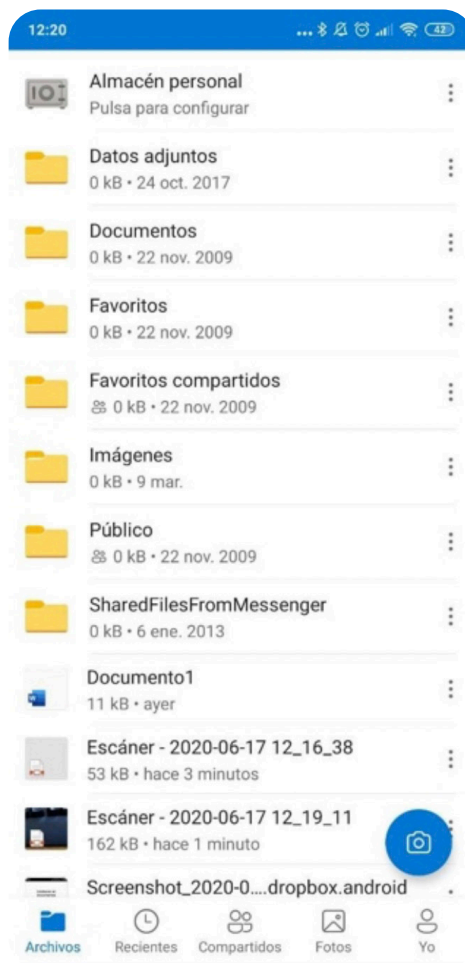 12:20
42
Almacén personal
Pulsa para configurar
Datos adjuntos
0 kB • 24 oct. 2017
Documentos
0 kB • 22 nov. 2009
Favoritos
0 kB • 22 nov. 2009
Favoritos compartidos
0 kB • 22 nov. 2009
Imágenes
0 kB • 9 mar.
Público
0 kB • 22 nov. 2009
SharedFilesFromMessenger
0 kB • 6 ene. 2013
Documento1
11 kB • ayer
Escáner - 2020-06-17 12_16_38
53 kB • hace 3 minutos
Escáner - 2020-06-17 12_19_11
162 kB • hace 1 minuto
Screenshot_2020-0....dropbox.android
Archivos Recientes Compartidos Fotos Yo